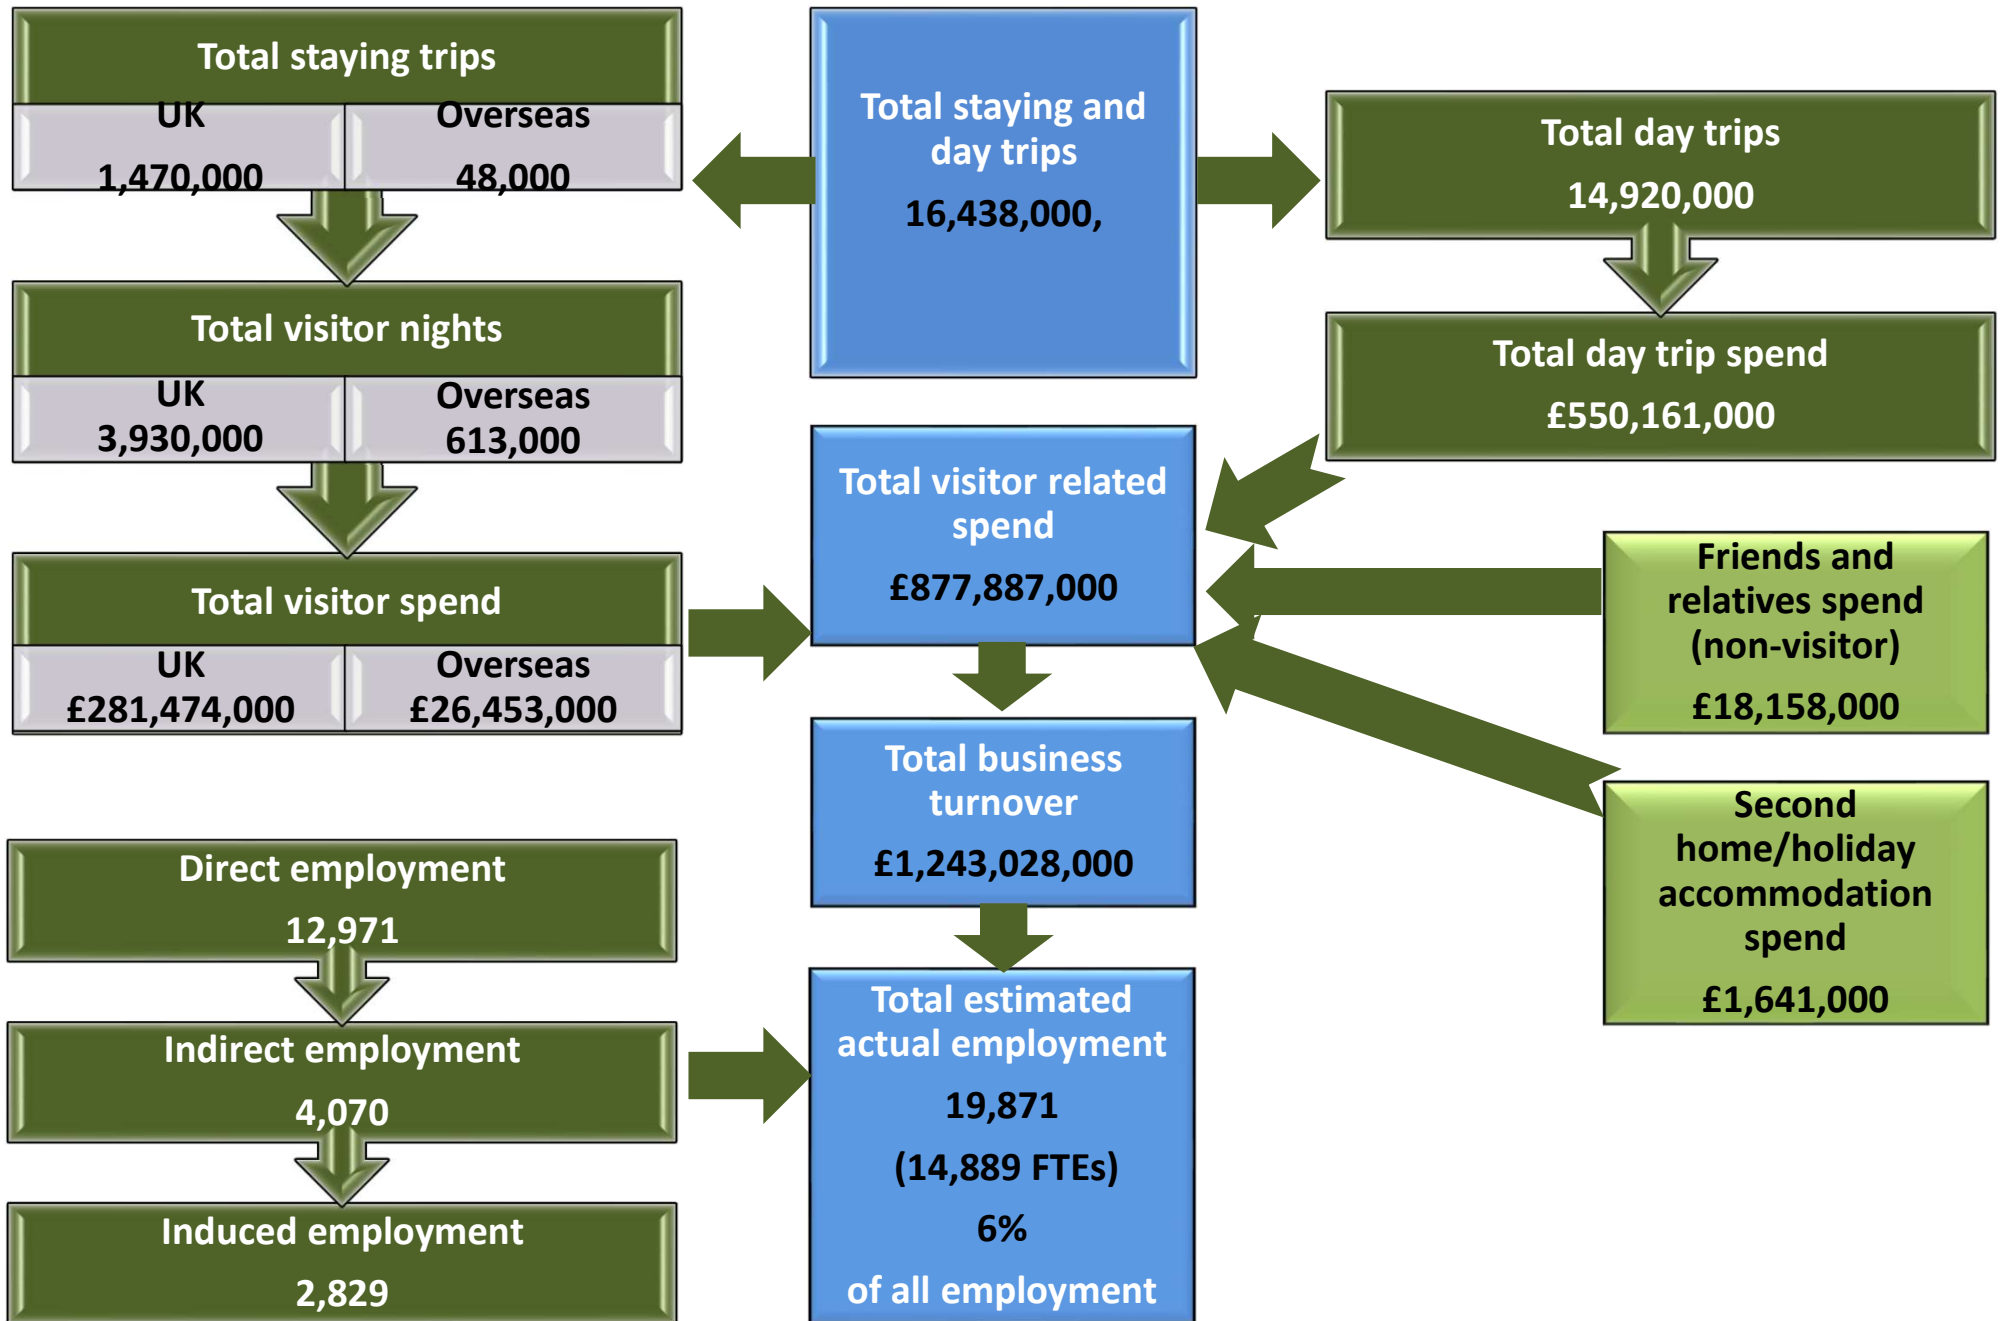 Total staying trips
UK
1,470,000
Overseas
48,000
Total visitor nights
UK
3,930,000
Overseas
613,000
Total visitor spend
UK
£281,474,000
Overseas
£26,453,000
Direct employment
12,971
Indirect employment
4,070
Induced employment
2,829
Total staying and
day trips
16,438,000,
Total visitor related
spend
£877,887,000
Total business
turnover
£1,243,028,000
Total estimated
actual employment
19,871
(14,889 FTEs)
6%
of all employment
Total day trips
14,920,000
Total day trip spend
£550,161,000
Friends and
relatives spend
(non-visitor)
£18,158,000
Second
home/holiday
accommodation
spend
£1,641,000